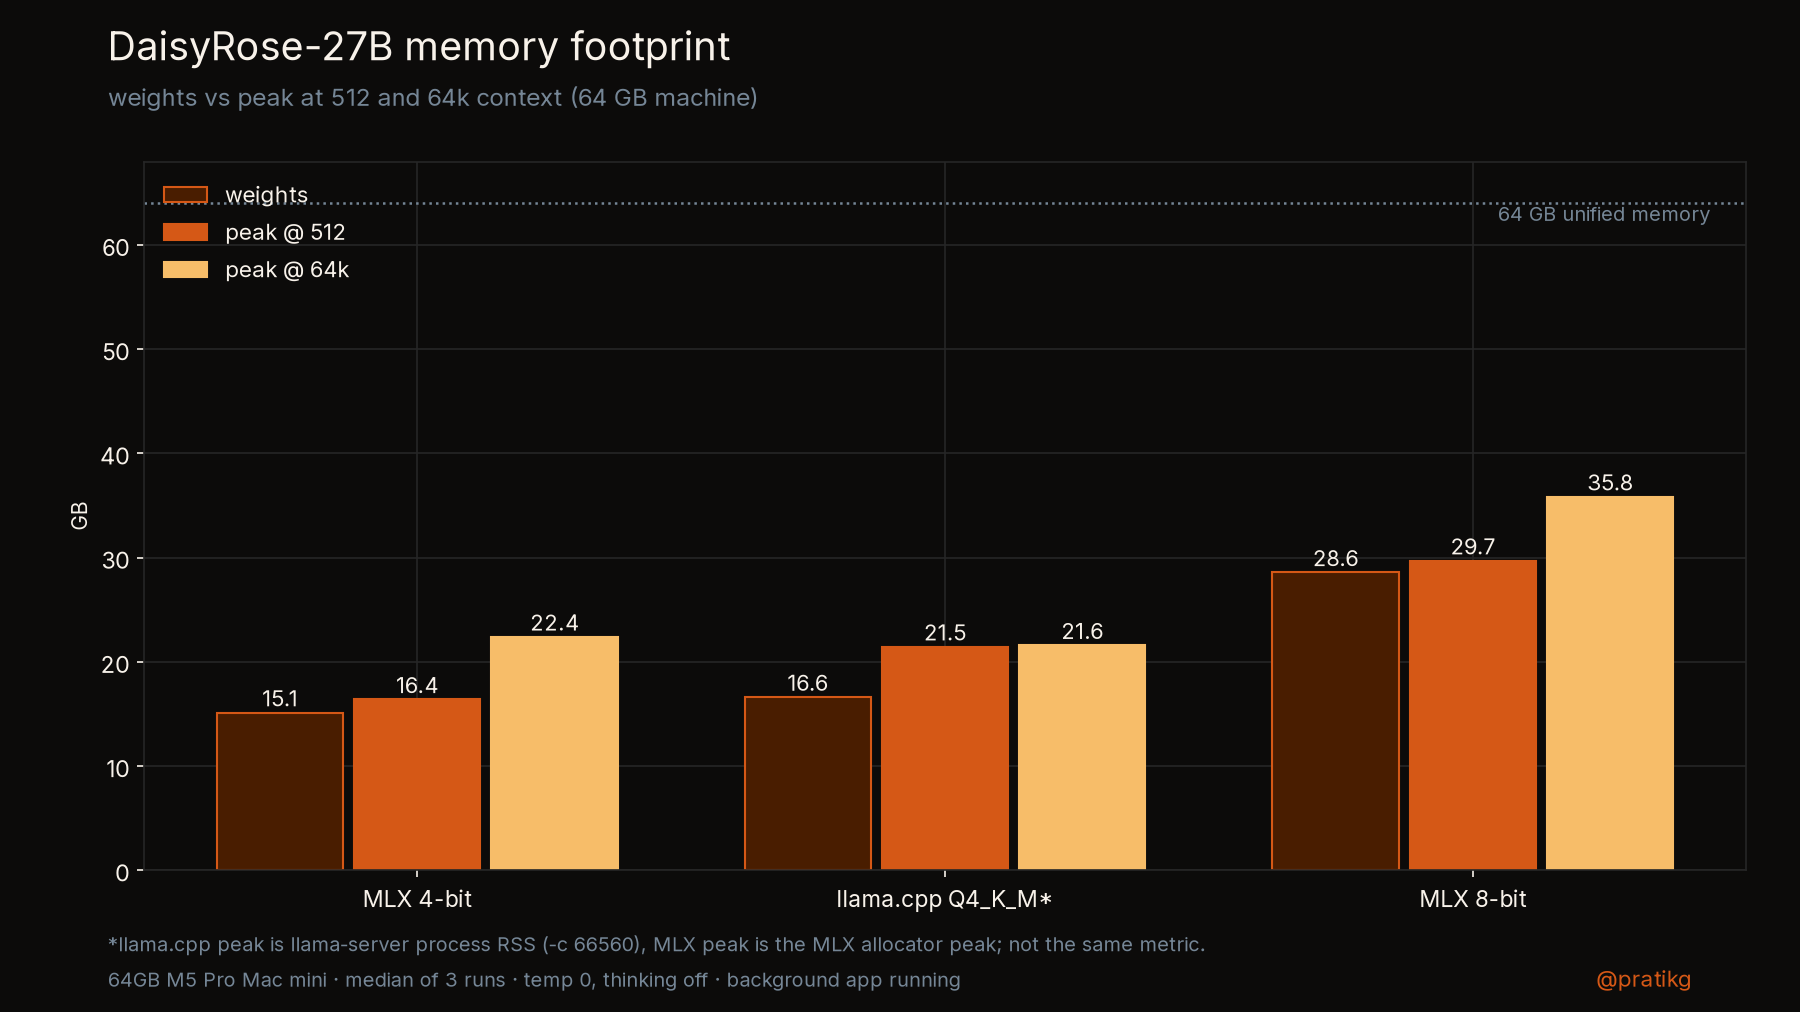 DaisyRose-27B memory footprint
weights vs peak at 512 and 64k context (64 GB machine)
weights
peak @ 512
peak @ 64k
64 GB unified memory
60
50
40
30
20
10
0
GB
15.1
16.4
22.4
16.6
21.5
21.6
28.6
29.7
35.8
MLX 4-bit
llama.cpp Q4_K_M*
MLX 8-bit
*llama.cpp peak is llama-server process RSS (-c 66560), MLX peak is the MLX allocator peak; not the same metric.
64GB M5 Pro Mac mini · median of 3 runs · temp 0, thinking off · background app running
@pratikg